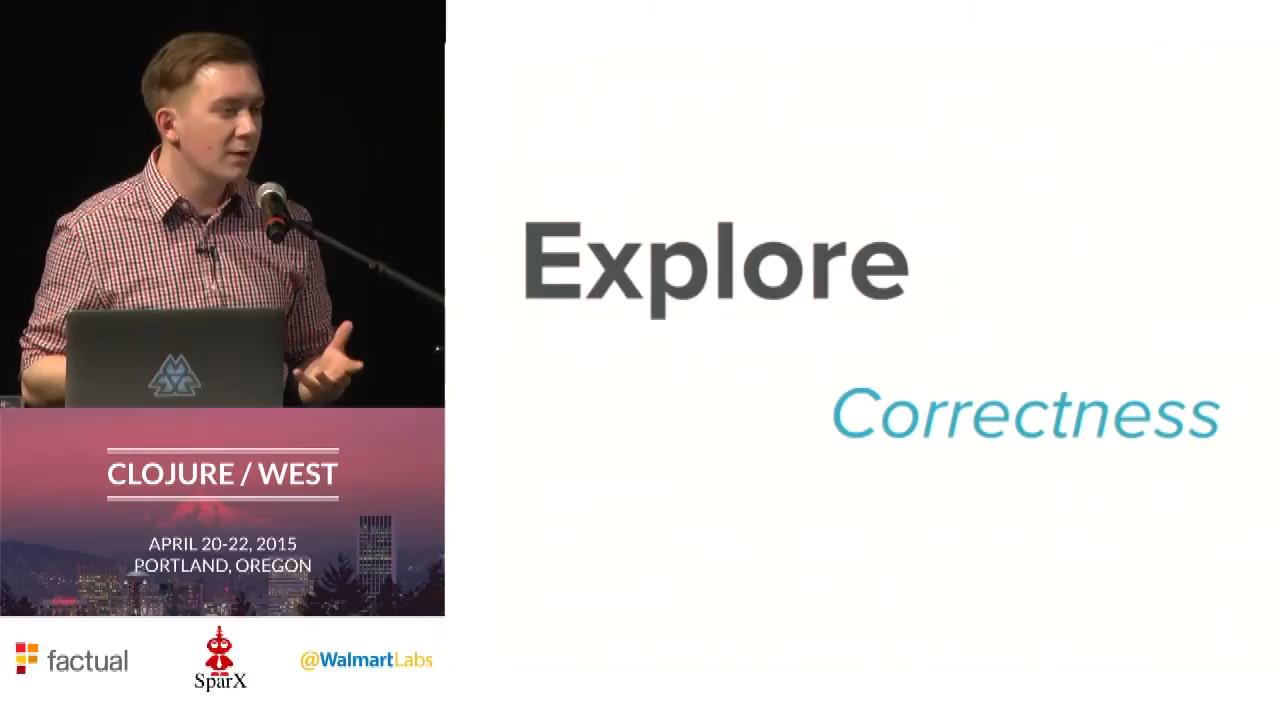 Explore
Correctness
CLOJURE / WEST
APRIL 20-22, 2015
PORTLAND, OREGON
factual
SparX
@WalmartLabs